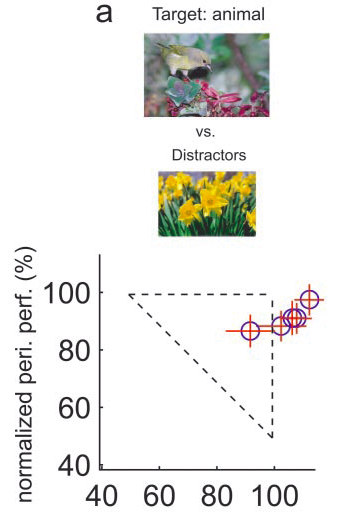 a
Target: animal
vs.
Distractors
normalized peri. perf. (%)
100
80
60
40
40 60 80 100